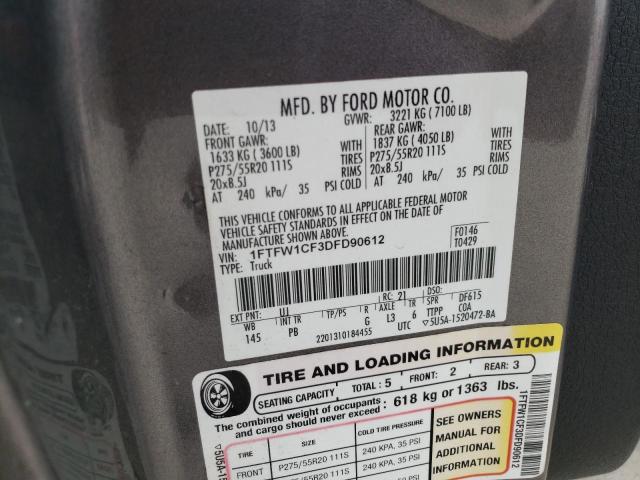 MFD. BY FORD MOTOR CO.
DATE: 10/13 GVWR: 3221 KG ( 7100 LB)
FRONT GAWR: REAR GAWR:
1633 KG ( 3600 LB) WITH 1837 KG ( 4050 LB) WITH
P275/55R20 111S TIRES P275/55R20 111S TIRES
20x8.5J RIMS 20x8.5J RIMS
AT 240 kPa/ 35 PSI COLD AT 240 kPa/ 35 PSI COLD
THIS VEHICLE CONFORMS TO ALL APPLICABLE FEDERAL MOTOR
VEHICLE SAFETY STANDARDS IN EFFECT ON THE DATE OF
MANUFACTURE SHOWN ABOVE.
VIN: 1FTFW1CF3DFD90612 F0146
TYPE: Truck T0429
EXT PNT: UJ RC: 21 DSO:
WB INT TR TP/PS R AXLE TR SPR DF615
145 PB G L3 6 TTPP COA
2201310184455 UTC ▽5U5A-1520472-BA
TIRE AND LOADING INFORMATION
SEATING CAPACITY TOTAL: 5 FRONT: 2 REAR: 3
The combined weight of occupants and cargo should never exceed : 618 kg or 1363 lbs.
TIRE SIZE COLD TIRE PRESSURE
FRONT P275/55R20 111S 240 KPA, 35 PSI
P275/55R20 111S 240 KPA, 35 PSI
SEE OWNERS
MANUAL FOR
ADDITIONAL
INFORMATION
1FTFW1CF3DFD90612
▽5U5A-15